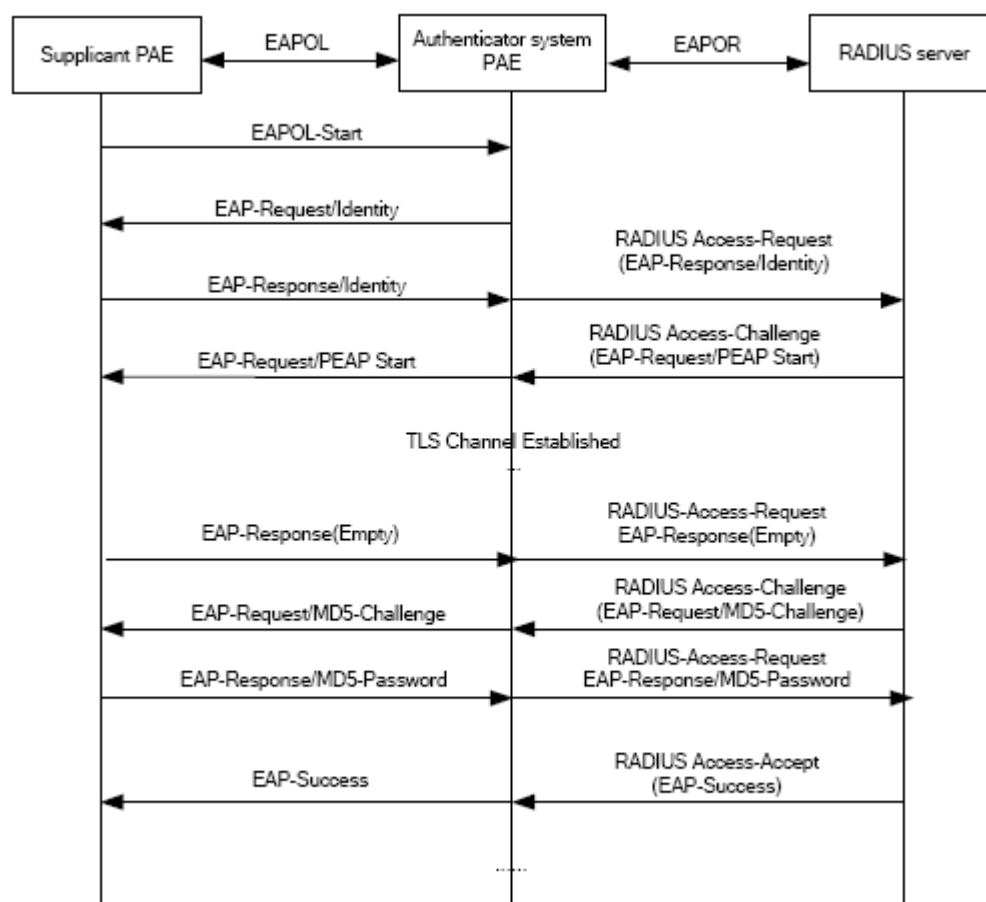 Supplicant PAE
EAPOL
Authenticator system
PAE
EAPOR
RADIUS server
EAPOL-Start
EAP-Request/Identity
RADIUS Access-Request
(EAP-Response/Identity)
EAP-Response/Identity
RADIUS Access-Challenge
(EAP-Request/PEAP Start)
EAP-Request/PEAP Start
TLS Channel Established
RADIUS-Access-Request
EAP-Response(Empty)
EAP-Response(Empty)
RADIUS Access-Challenge
(EAP-Request/MD5-Challenge)
EAP-Request/MD5-Challenge
RADIUS-Access-Request
EAP-Response/MD5-Password
EAP-Response/MD5-Password
RADIUS Access-Accept
(EAP-Success)
EAP-Success